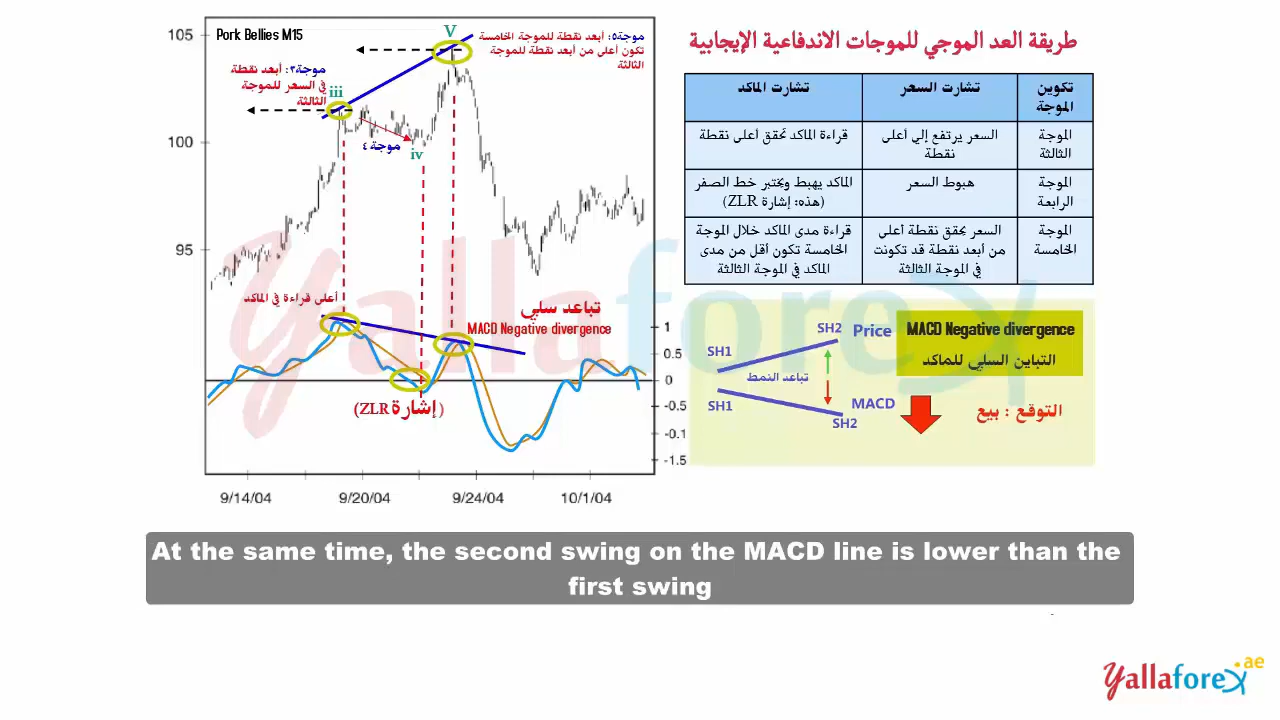 105
100
95
Pork Bellies M15
V
موجة٥: أبعد نقطة للموجة الخامسة
تكون أعلى من أبعد نقطة للموجة
الثالثة
موجة٣: أبعد نقطة
في السعر للموجة
الثالثة
iii
موجة ٤
iv
أعلى قراءة في الماكد
تباعد سلبي
MACD Negative divergence
(إشارة ZLR)
1
0.5
0
-0.5
-0.1
-1.5
9/14/04
9/20/04
9/24/04
10/1/04
طريقة العد الموجي للموجات الاندفاعية الإيجابية
تكوين الموجة
تشارت السعر
تشارت الماكد
الموجة الثالثة
السعر يرتفع إلي أعلى
نقطة
قراءة الماكد تحقق أعلى نقطة
الموجة الرابعة
هبوط السعر
الماكد يهبط ويختبر خط الصفر
(هذه: إشارة ZLR)
الموجة الخامسة
السعر يحقق نقطة أعلى
من أبعد نقطة قد تكونت
في الموجة الثالثة
قراءة مدى الماكد خلال الموجة
الخامسة تكون أقل من مدى
الماكد في الموجة الثالثة
SH1
SH2
Price
تباعد النمط
SH1
MACD
SH2
MACD Negative divergence
التباين السلبي للماكد
التوقع : بيع
yallaforex
At the same time, the second swing on the MACD line is lower than the
first swing
yallaforex.ae